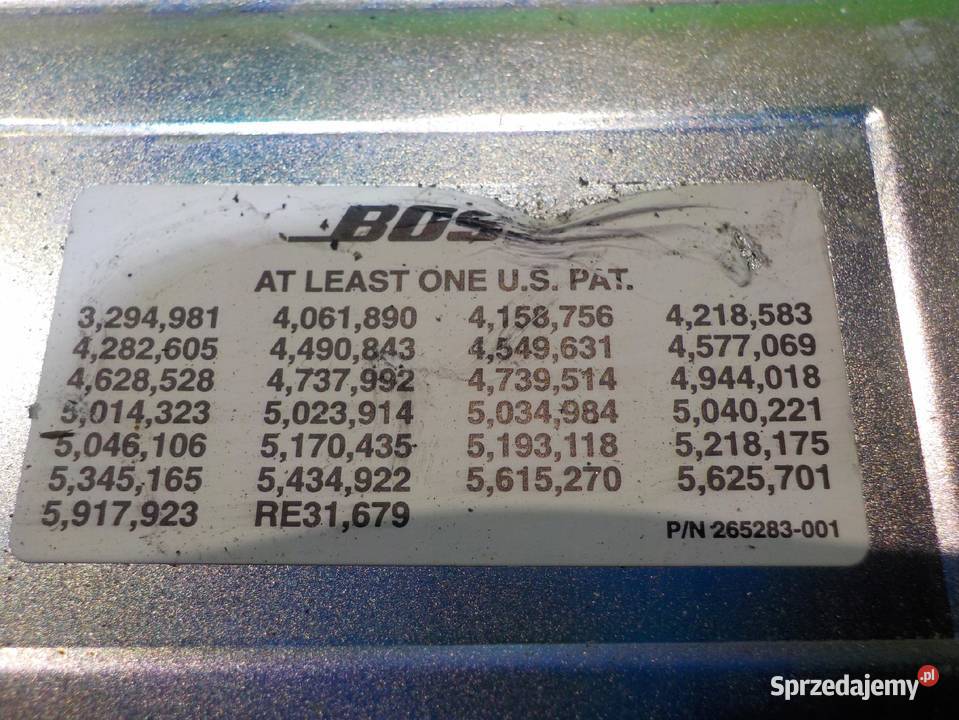 BOS
AT LEAST ONE U.S. PAT.
3,294,981 4,061,890 4,158,756 4,218,583
4,282,605 4,490,843 4,549,631 4,577,069
4,628,528 4,737,992 4,739,514 4,944,018
5,014,323 5,023,914 5,034,984 5,040,221
5,046,106 5,170,435 5,193,118 5,218,175
5,345,165 5,434,922 5,615,270 5,625,701
5,917,923 RE31,679
P/N 265283-001
Sprzedajemy.pl